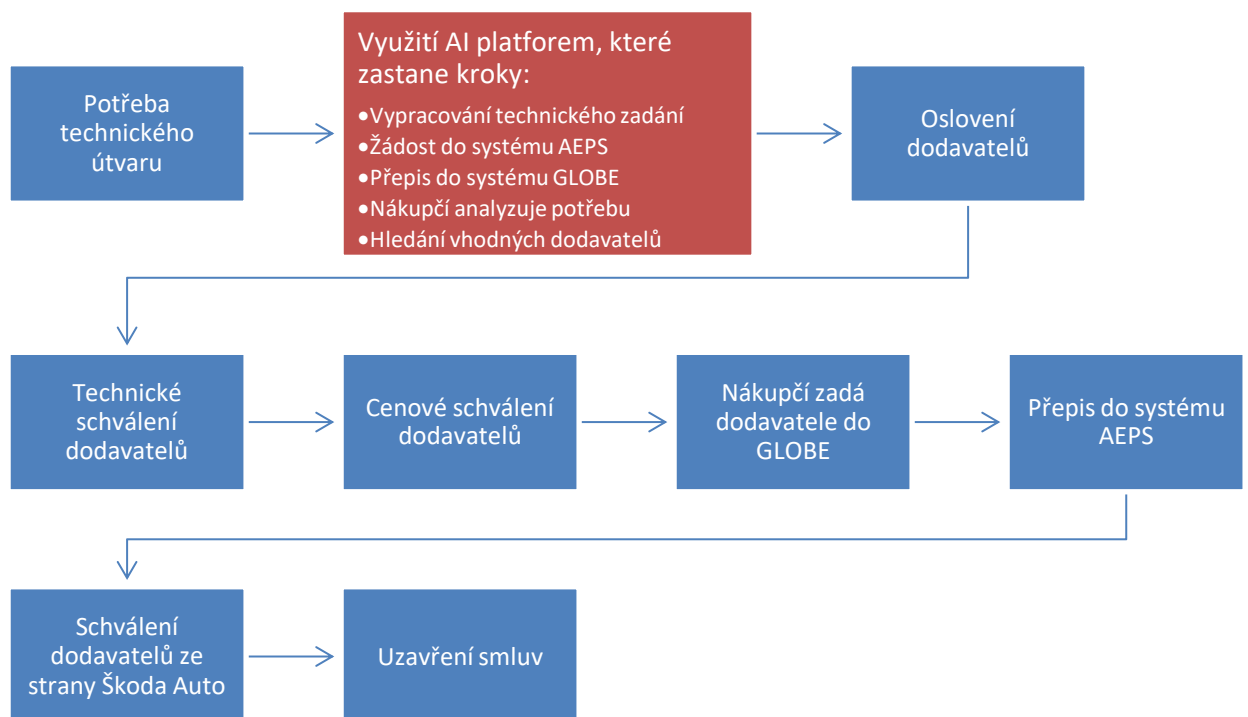 Potřeba
technického
útvaru
Využití AI platforem, které
zastane kroky:
•Vypracování technického zadání
•Žádost do systému AEPS
•Přepis do systému GLOBE
•Nákupčí analyzuje potřebu
•Hledání vhodných dodavatelů
Oslovení
dodavatelů
Technické
schválení
dodavatelů
Cenové schválení
dodavatelů
Nákupčí zadá
dodavatele do
GLOBE
Přepis do systému
AEPS
Schválení
dodavatelů ze
strany Škoda Auto
Uzavření smluv